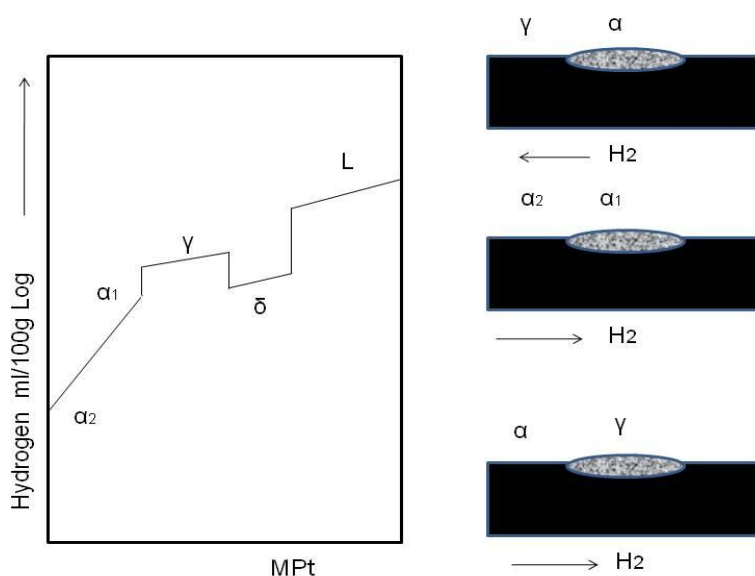 Hydrogen ml/100g Log
α1
α2
γ
δ
L
MPt
γ α
H2
α2 α1
H2
α γ
H2